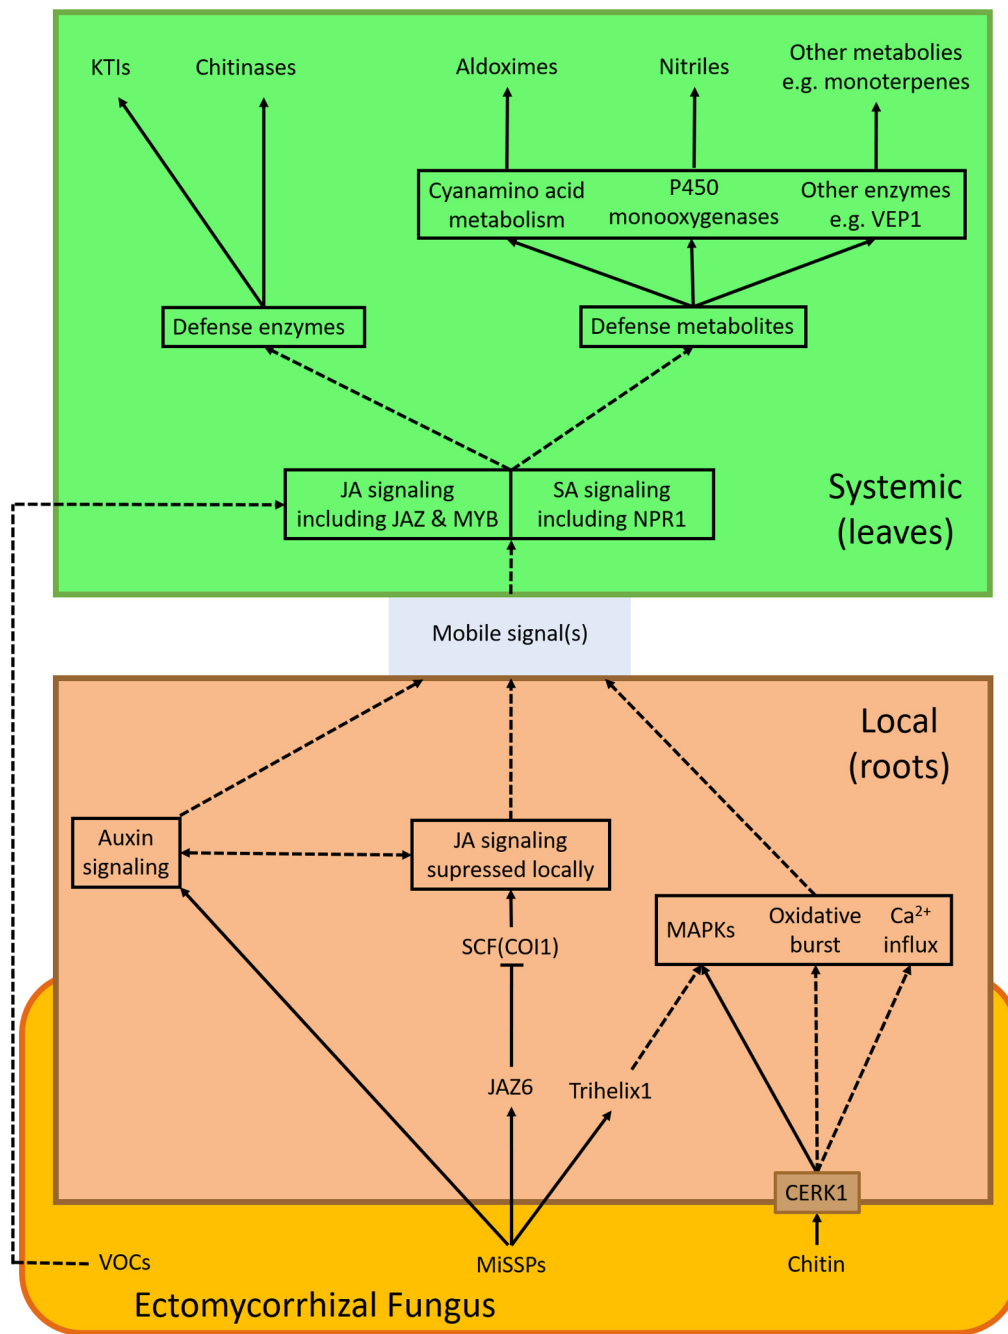 KTIs
Chitinases
Aldoximes
Nitriles
Other metabolies
e.g. monoterpenes
Cyanamino acid
metabolism
P450
monooxygenases
Other enzymes
e.g. VEP1
Defense enzymes
Defense metabolites
JA signaling
including JAZ & MYB
SA signaling
including NPR1
Systemic
(leaves)
Mobile signal(s)
Local
(roots)
Auxin
signaling
JA signaling
supressed locally
MAPKs
Oxidative
burst
Ca²⁺
influx
SCF(COI1)
JAZ6
Trihelix1
CERK1
VOCs
MiSSPs
Chitin
Ectomycorrhizal Fungus